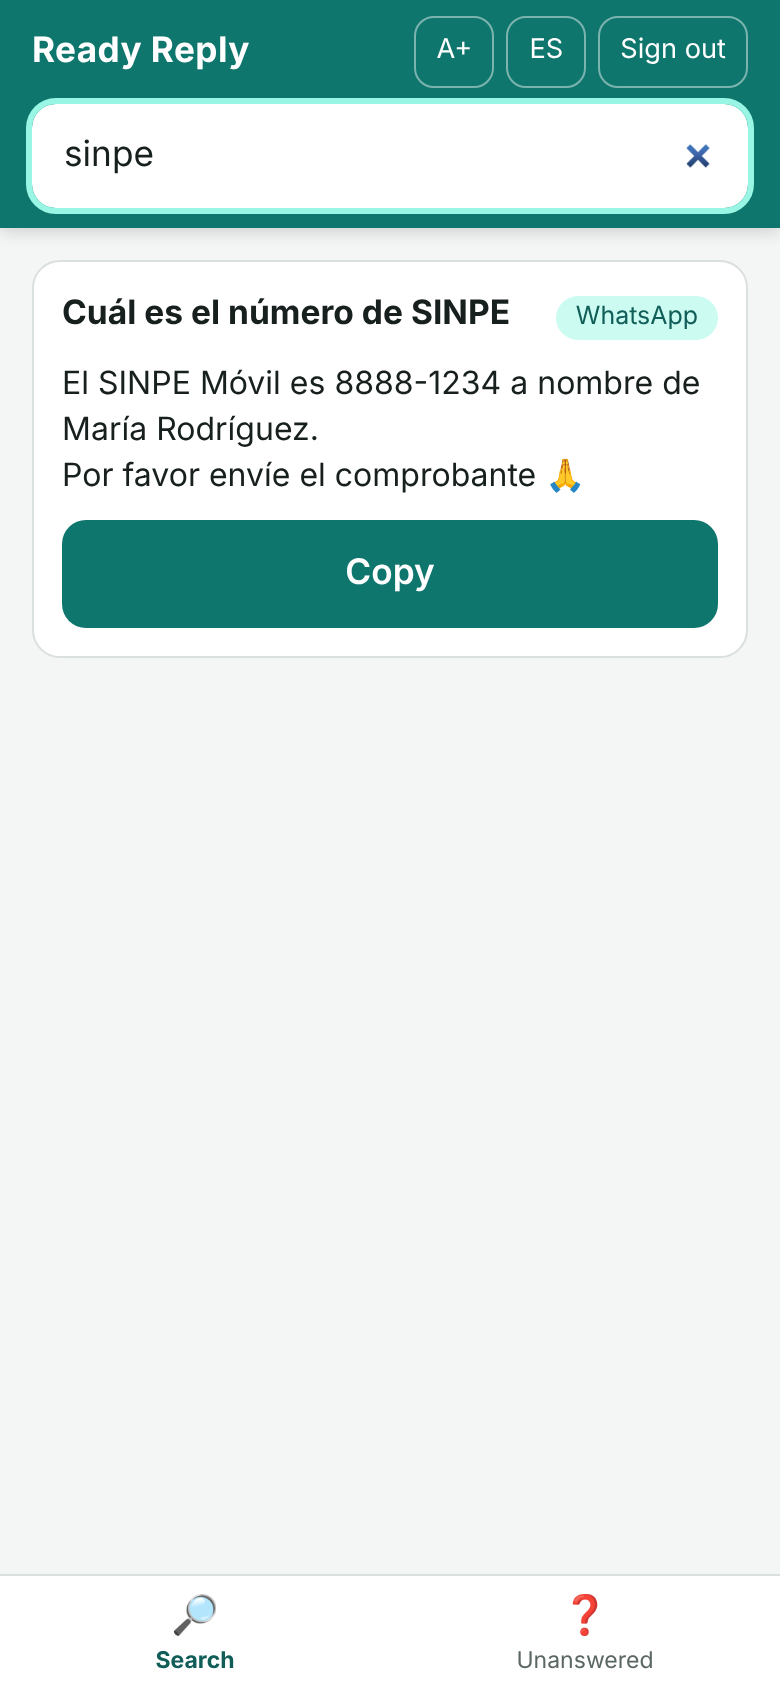 Ready Reply
A+
ES
Sign out
sinpe
Cuál es el número de SINPE
WhatsApp
El SINPE Móvil es 8888-1234 a nombre de
María Rodríguez.
Por favor envíe el comprobante 🙏
Copy
Search
Unanswered